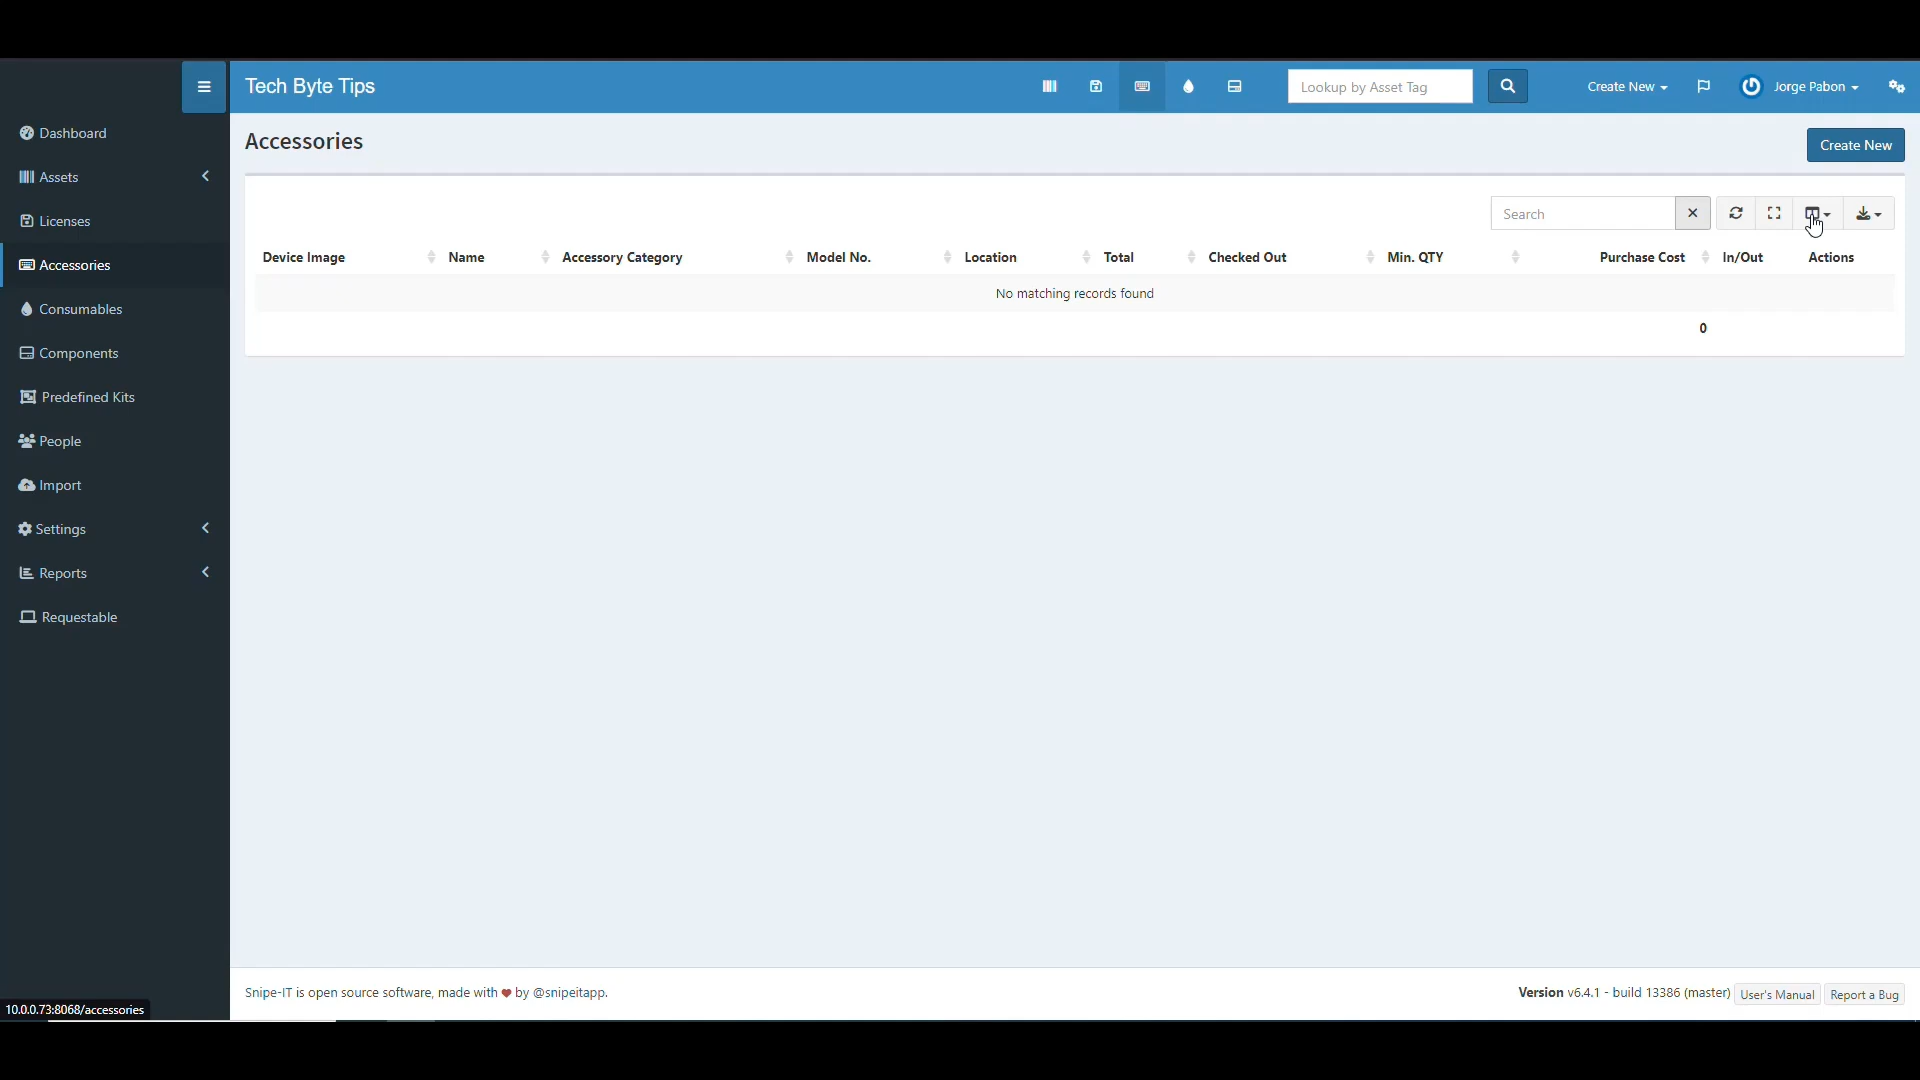 Tech Byte Tips
Lookup by Asset Tag
Create New
Jorge Pabon
Dashboard
Assets
Licenses
Accessories
Consumables
Components
Predefined Kits
People
Import
Settings
Reports
Requestable
Accessories
Create New
Search
Device Image Name Accessory Category Model No. Location Total Checked Out Min. QTY Purchase Cost In/Out Actions
No matching records found
0
Snipe-IT is open source software, made with ♥ by @snipeitapp.
Version v6.4.1 - build 13386 (master) User's Manual Report a Bug
10.0.0.73:8068/accessories